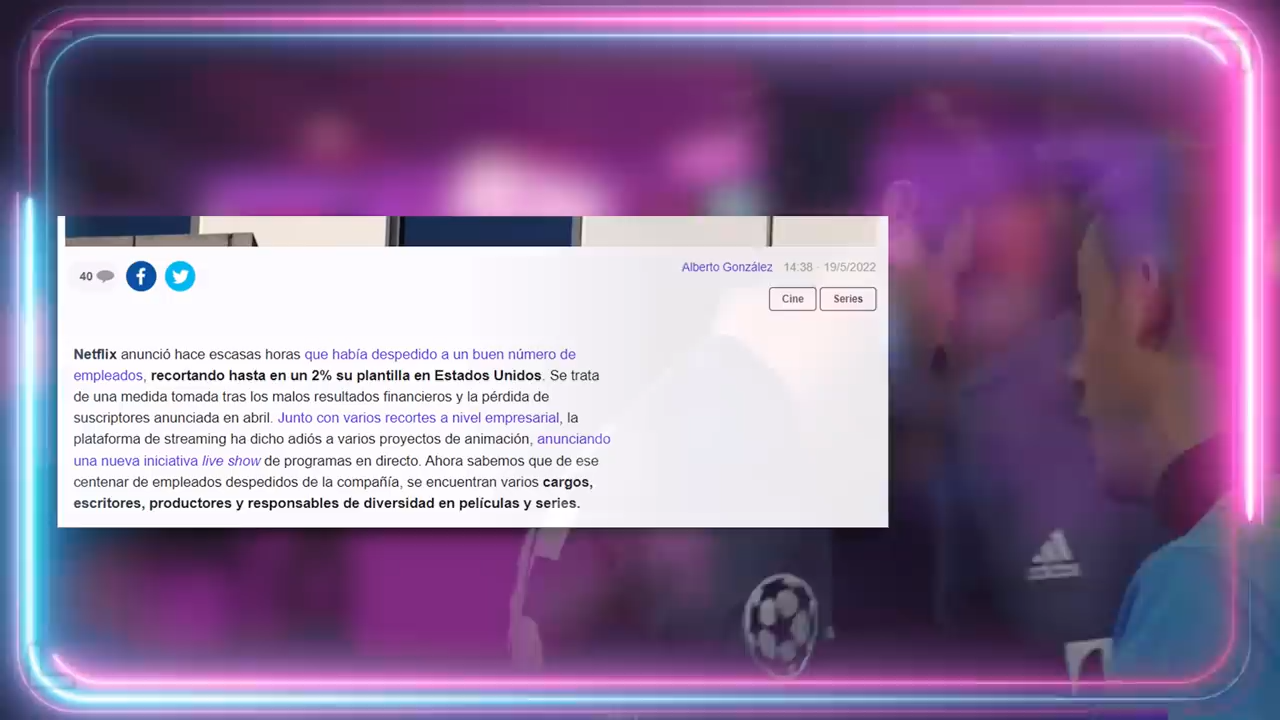 40
Alberto González 14:38 · 19/5/2022
Cine Series
Netflix anunció hace escasas horas que había despedido a un buen número de
empleados, recortando hasta en un 2% su plantilla en Estados Unidos. Se trata
de una medida tomada tras los malos resultados financieros y la pérdida de
suscriptores anunciada en abril. Junto con varios recortes a nivel empresarial, la
plataforma de streaming ha dicho adiós a varios proyectos de animación, anunciando
una nueva iniciativa live show de programas en directo. Ahora sabemos que de ese
centenar de empleados despedidos de la compañía, se encuentran varios cargos,
escritores, productores y responsables de diversidad en películas y series.
adidas